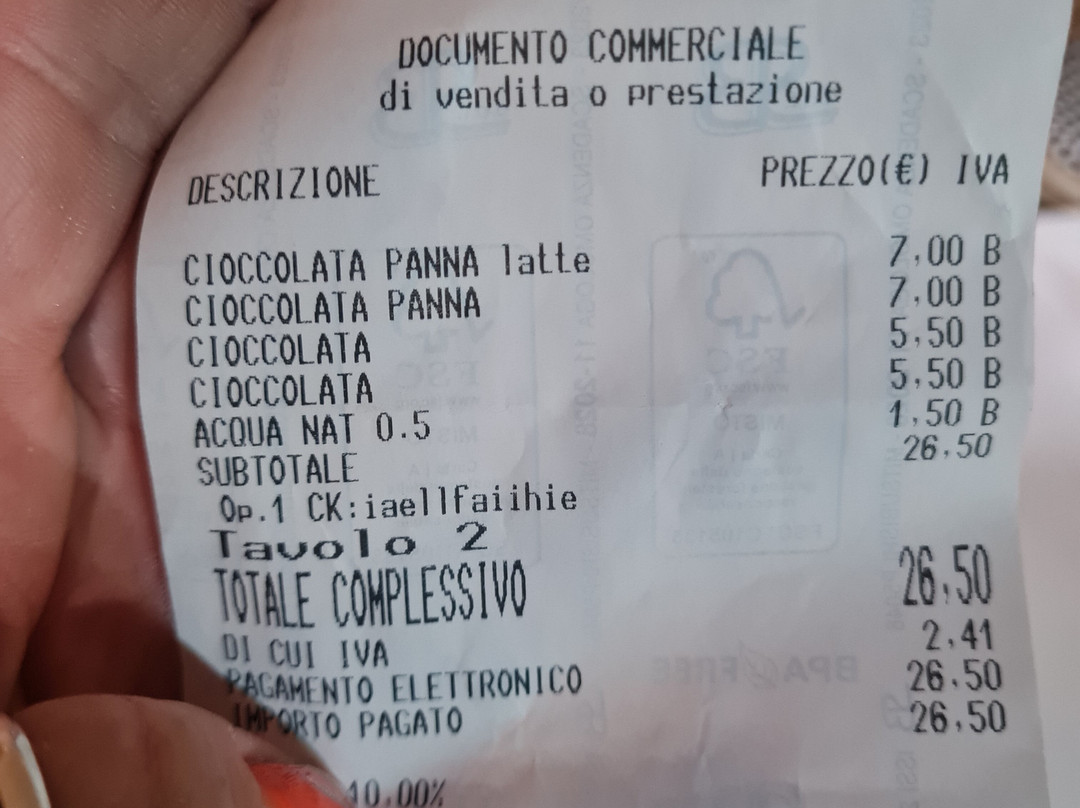 DOCUMENTO COMMERCIALE
di vendita o prestazione
DESCRIZIONE PREZZO(€) IVA
CIOCCOLATA PANNA latte 7,00 B
CIOCCOLATA PANNA 7,00 B
CIOCCOLATA 5,50 B
CIOCCOLATA 5,50 B
ACQUA NAT 0.5 1,50 B
SUBTOTALE 26,50
Op.1 CK:iaellfaiihie
Tavolo 2
TOTALE COMPLESSIVO 26,50
DI CUI IVA 2,41
PAGAMENTO ELETTRONICO 26,50
IMPORTO PAGATO 26,50
10,00%